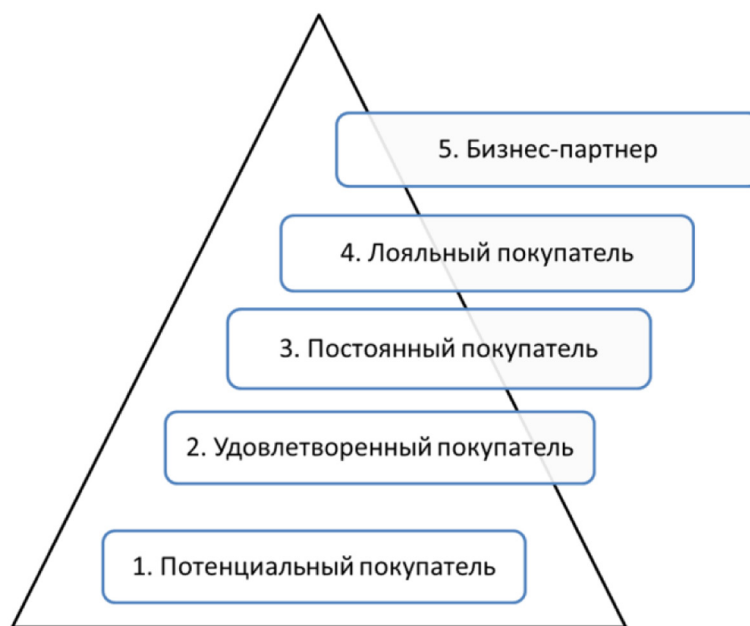 5. Бизнес-партнер
4. Лояльный покупатель
3. Постоянный покупатель
2. Удовлетворенный покупатель
1. Потенциальный покупатель